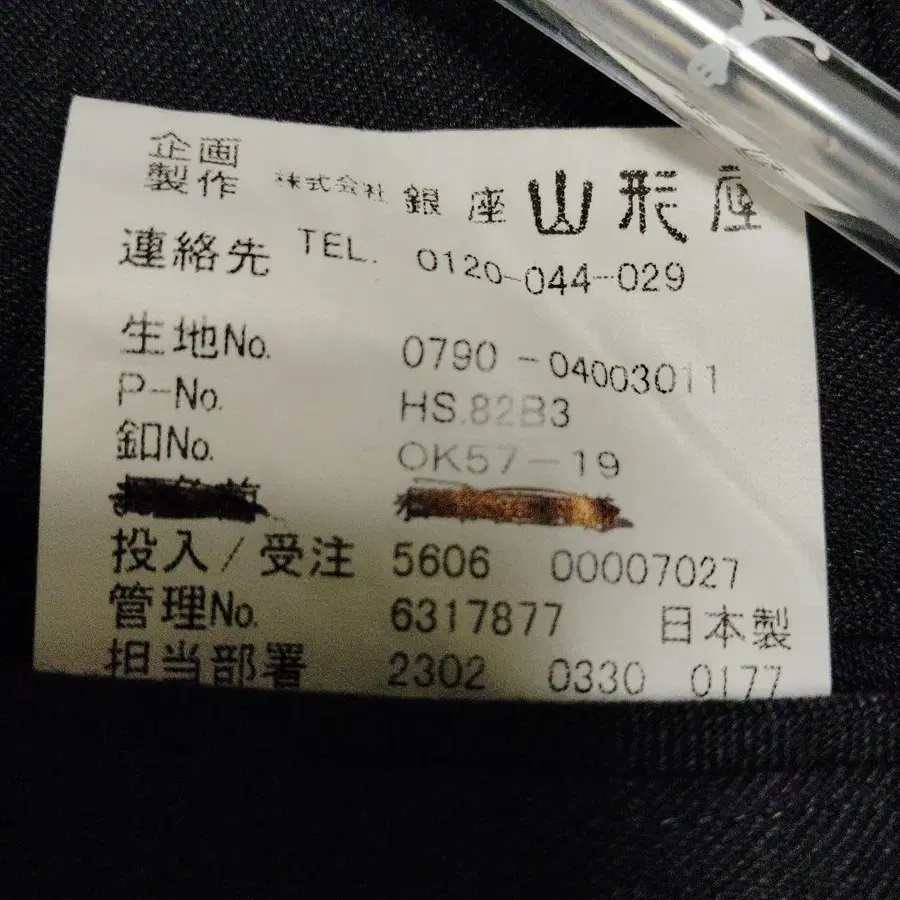 企画
製作 株式会社 銀座 山形座
連絡先 TEL. 0120-044-029
生地No. 0790-04003011
P-No. HS.82B3
釦No. OK57-19
投入/受注 5606 00007027
管理No. 6317877 日本製
担当部署 2302 0330 0177